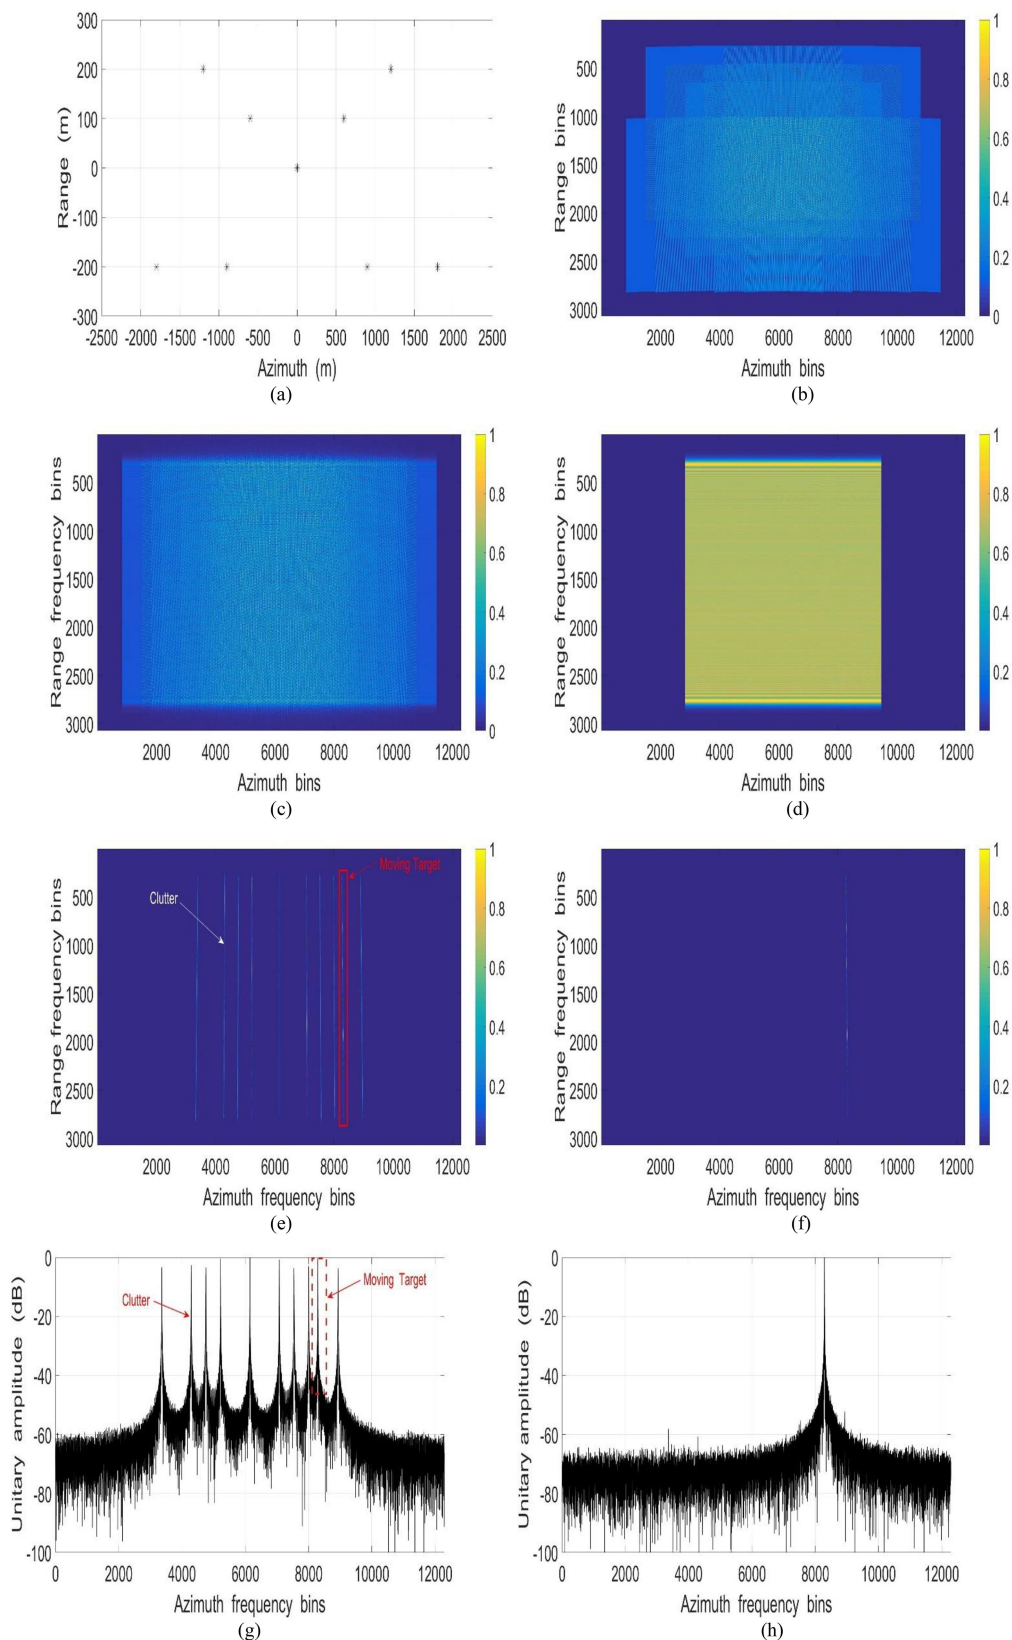 300
200
100
0
-100
-200
-300
Range (m)
-2500 -2000 -1500 -1000 -500 0 500 1000 1500 2000 2500
Azimuth (m)
(a)
500
1000
1500
2000
2500
3000
Range bins
2000 4000 6000 8000 10000 12000
Azimuth bins
1
0.8
0.6
0.4
0.2
0
(b)
500
1000
1500
2000
2500
3000
Range frequency bins
2000 4000 6000 8000 10000 12000
Azimuth bins
1
0.8
0.6
0.4
0.2
0
(c)
500
1000
1500
2000
2500
3000
Range frequency bins
2000 4000 6000 8000 10000 12000
Azimuth bins
1
0.8
0.6
0.4
0.2
(d)
Moving Target
Clutter
500
1000
1500
2000
2500
3000
Range frequency bins
2000 4000 6000 8000 10000 12000
Azimuth frequency bins
1
0.8
0.6
0.4
0.2
(e)
500
1000
1500
2000
2500
3000
Range frequency bins
2000 4000 6000 8000 10000 12000
Azimuth frequency bins
1
0.8
0.6
0.4
0.2
(f)
0
-20
-40
-60
-80
-100
Unitary amplitude (dB)
Moving Target
Clutter
0 2000 4000 6000 8000 10000 12000
Azimuth frequency bins
(g)
0
-20
-40
-60
-80
-100
Unitary amplitude (dB)
0 2000 4000 6000 8000 10000 12000
Azimuth frequency bins
(h)